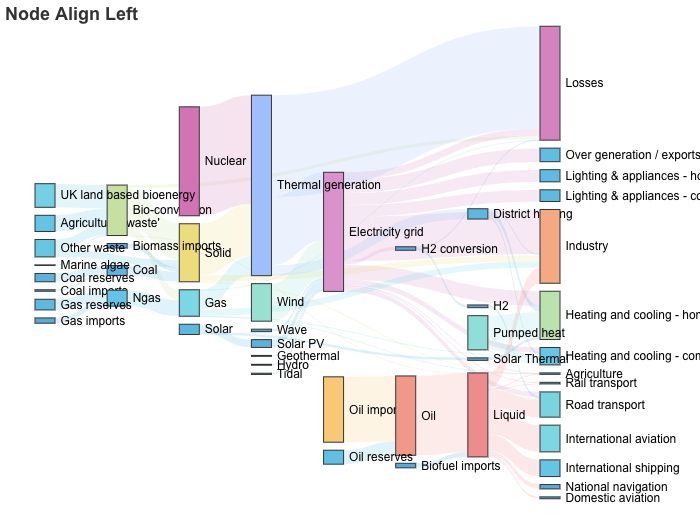 Node Align Left
Losses
Over generation / exports
Lighting & appliances - ho
Lighting & appliances - co
Industry
Heating and cooling - hom
Heating and cooling - com
Agriculture
Rail transport
Road transport
International aviation
International shipping
National navigation
Domestic aviation
District heating
H2
Pumped heat
Solar Thermal
Liquid
H2 conversion
Oil
Biofuel imports
Electricity grid
Oil impor
Oil reserves
Thermal generation
Wind
Wave
Solar PV
Geothermal
Hydro
Tidal
Nuclear
Solid
Gas
Solar
Bio-conversion
Biomass imports
Coal
Ngas
UK land based bioenergy
Agricultural 'waste'
Other waste
Marine algae
Coal reserves
Coal imports
Gas reserves
Gas imports